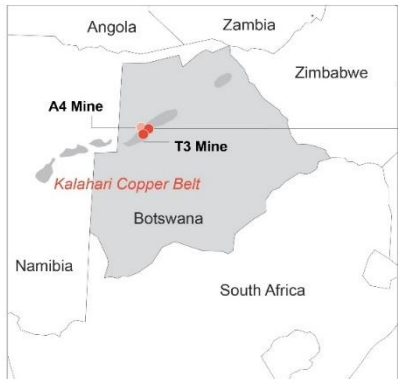 Angola
Zambia
Zimbabwe
A4 Mine
T3 Mine
Kalahari Copper Belt
Botswana
Namibia
South Africa